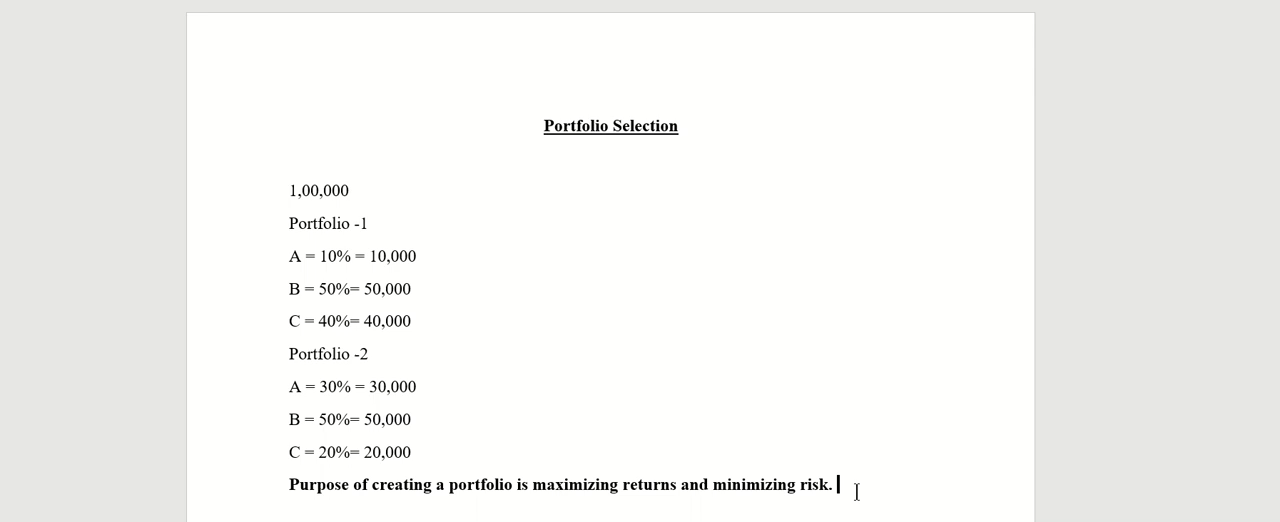 Portfolio Selection
1,00,000
Portfolio -1
A = 10% = 10,000
B = 50%= 50,000
C = 40%= 40,000
Portfolio -2
A = 30% = 30,000
B = 50%= 50,000
C = 20%= 20,000
Purpose of creating a portfolio is maximizing returns and minimizing risk.